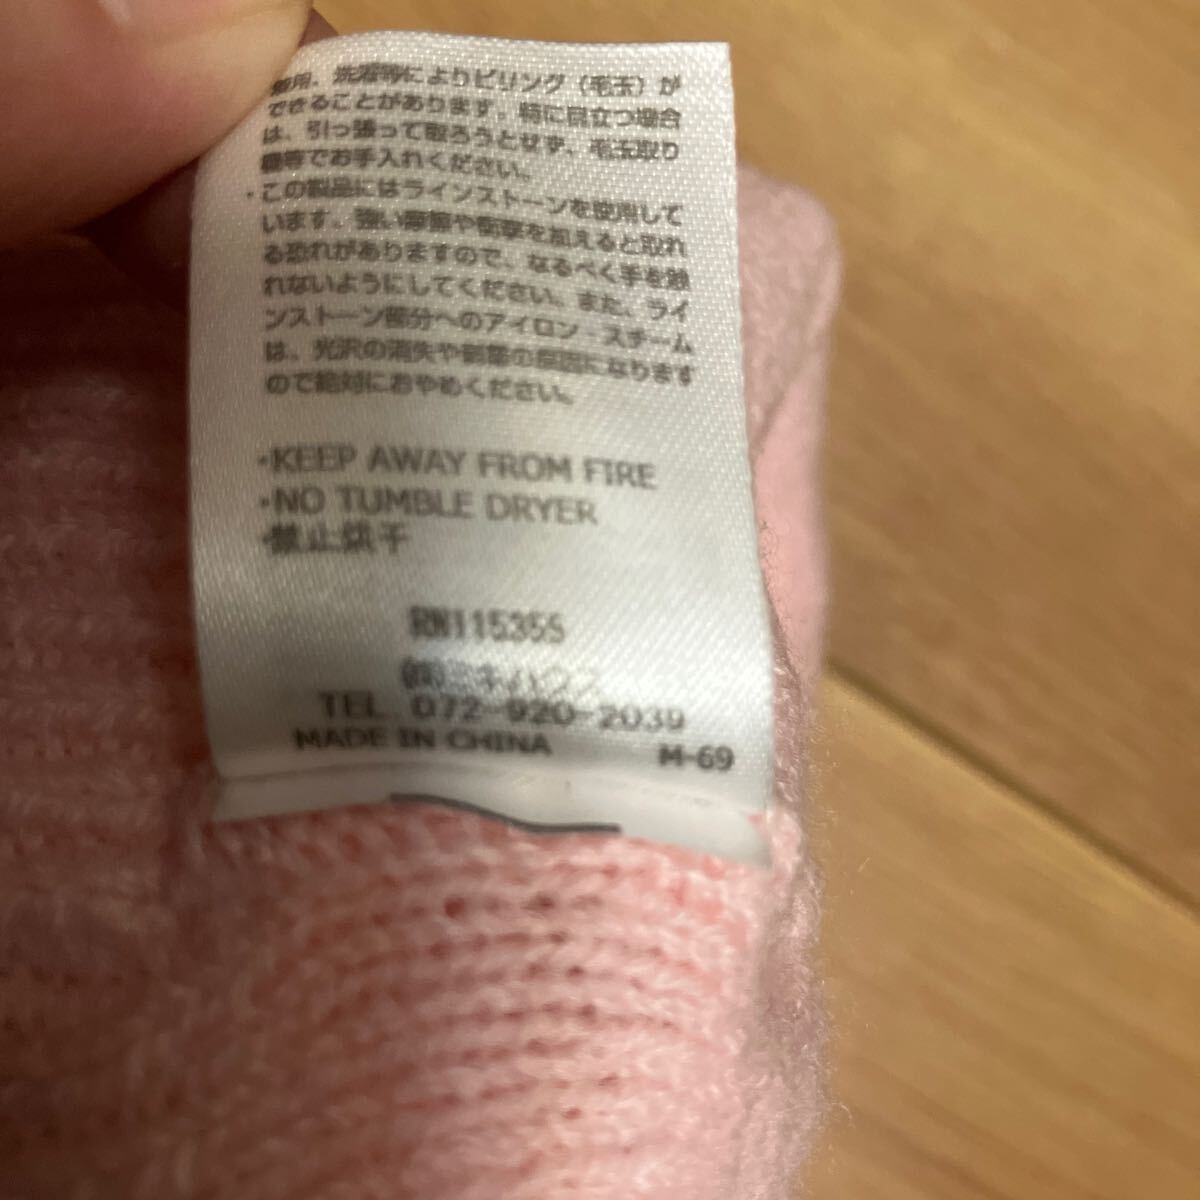 着用、洗濯等によりピリング（毛玉）が
できることがあります。特に目立つ場合
は、引っ張って取ろうとせず、毛玉取り
機等でお手入れください。
・この製品にはラインストーンを使用して
います。強い摩擦や衝撃を加えると取れ
る恐れがありますので、なるべく手を触
れないようにしてください。また、ライ
ンストーン部分へのアイロン・スチーム
は、光沢の消失や剥落の原因になります
ので絶対におやめください。
・KEEP AWAY FROM FIRE
・NO TUMBLE DRYER
・禁止烘干
RN115355
㈱ミキハウス
TEL 072-920-2039
MADE IN CHINA M-69